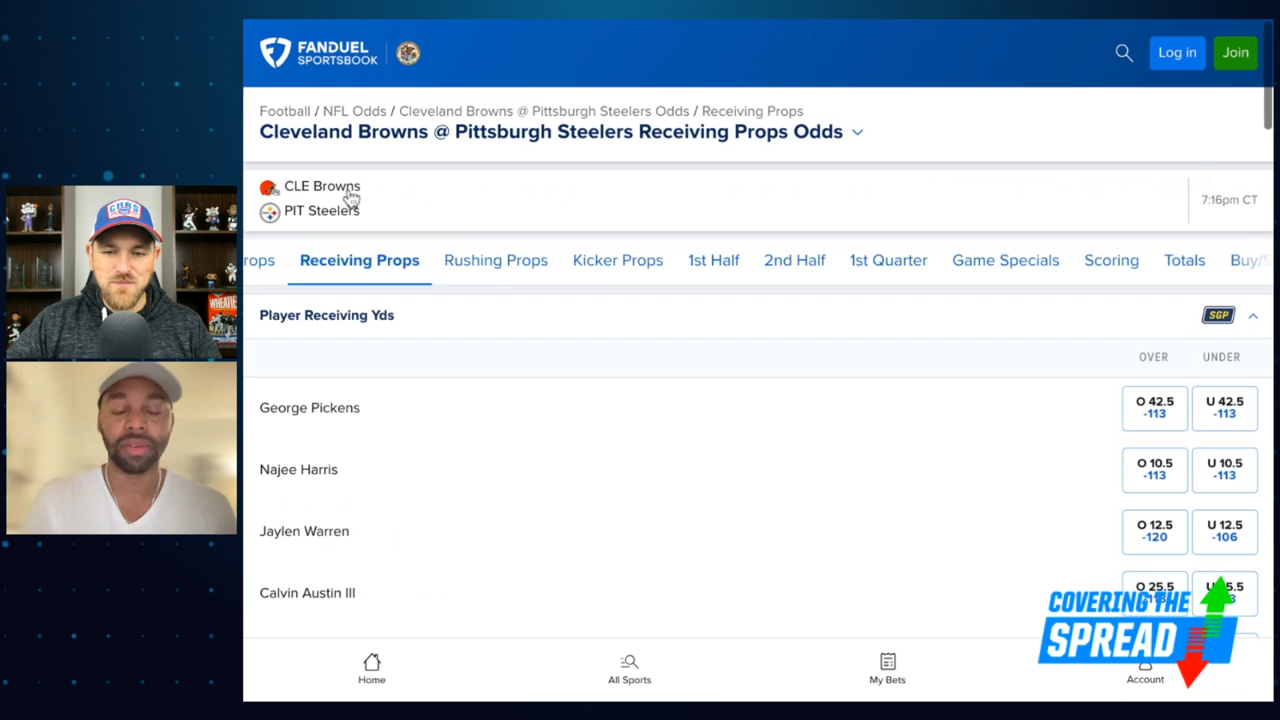 FANDUEL
SPORTSBOOK
Log in
Join
Football / NFL Odds / Cleveland Browns @ Pittsburgh Steelers Odds / Receiving Props
Cleveland Browns @ Pittsburgh Steelers Receiving Props Odds
CLE Browns
PIT Steelers
7:16pm CT
rops
Receiving Props
Rushing Props
Kicker Props
1st Half
2nd Half
1st Quarter
Game Specials
Scoring
Totals
Buy/
Player Receiving Yds
SGP
OVER
UNDER
George Pickens
O 42.5
-113
U 42.5
-113
Najee Harris
O 10.5
-113
U 10.5
-113
Jaylen Warren
O 12.5
-120
U 12.5
-106
Calvin Austin III
O 25.5
COVERING THE
SPREAD
CUBS
WHEATIES
Home
All Sports
My Bets
Account